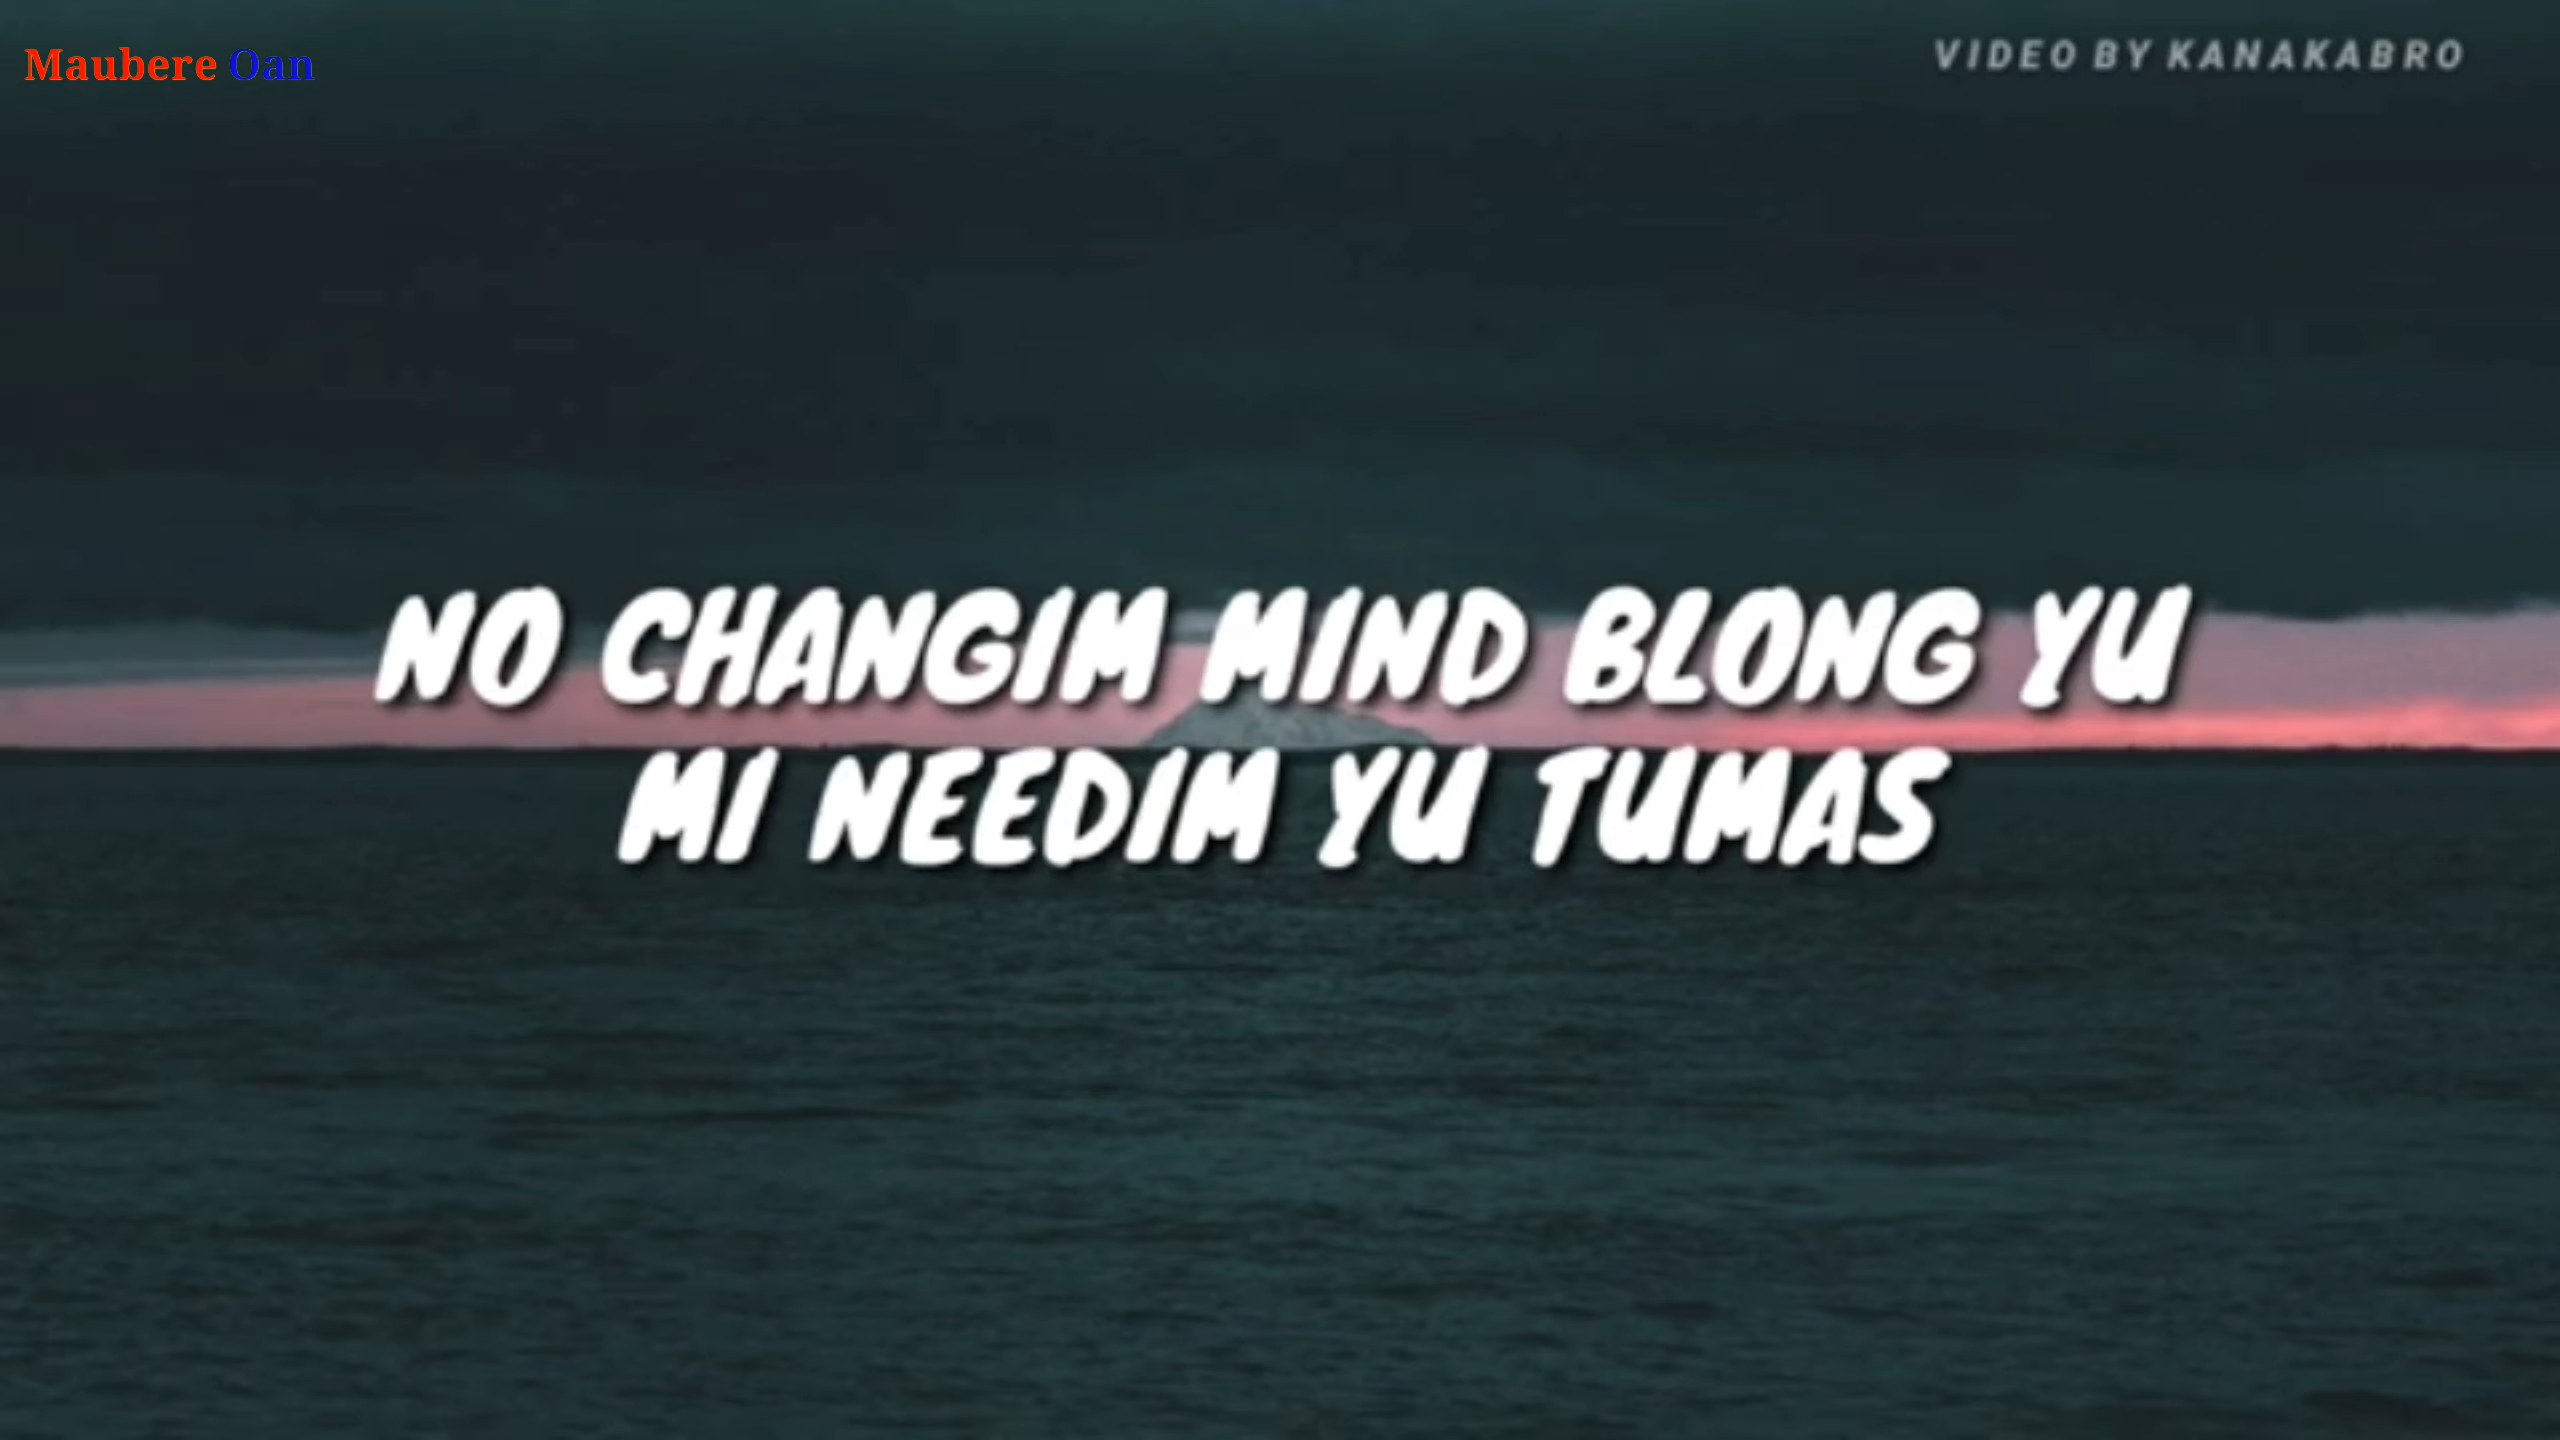 Maubere Oan
VIDEO BY KANAKABRO
NO CHANGIM MIND BLONG YU
MI NEEDIM YU TUMAS